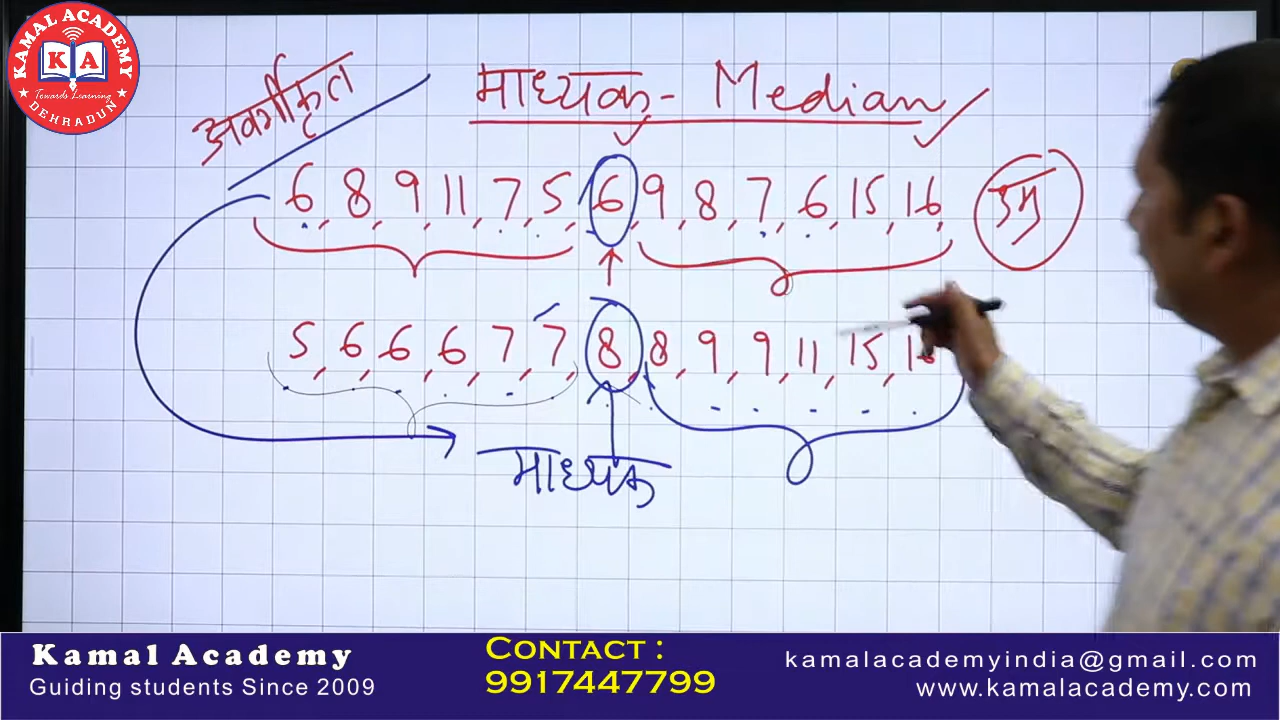 KAMAL ACADEMY
KA
Towards Learning
DEHRADUN
अवर्गीकृत
माध्यक - Median
6, 8, 9, 11, 7, 5, 6, 9, 8, 7, 6, 15, 16
5, 6, 6, 6, 7, 7, 8, 8, 9, 9, 11, 15, 16
माध्यक
Kamal Academy
Guiding students Since 2009
CONTACT :
9917447799
kamalacademyindia@gmail.com
www.kamalacademy.com